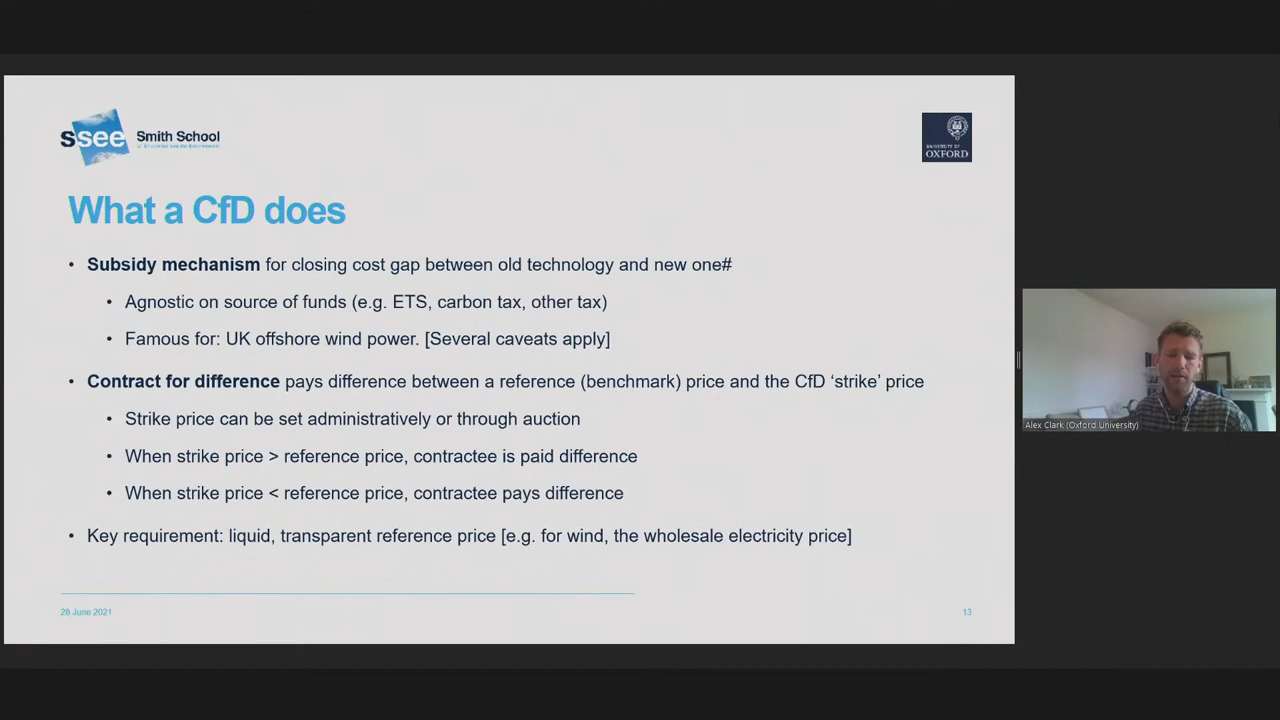 ssee
Smith School
UNIVERSITY OF
OXFORD
What a CfD does
• Subsidy mechanism for closing cost gap between old technology and new one#
• Agnostic on source of funds (e.g. ETS, carbon tax, other tax)
• Famous for: UK offshore wind power. [Several caveats apply]
• Contract for difference pays difference between a reference (benchmark) price and the CfD ‘strike’ price
• Strike price can be set administratively or through auction
• When strike price > reference price, contractee is paid difference
• When strike price < reference price, contractee pays difference
• Key requirement: liquid, transparent reference price [e.g. for wind, the wholesale electricity price]
28 June 2021
13
Alex Clark (Oxford University)